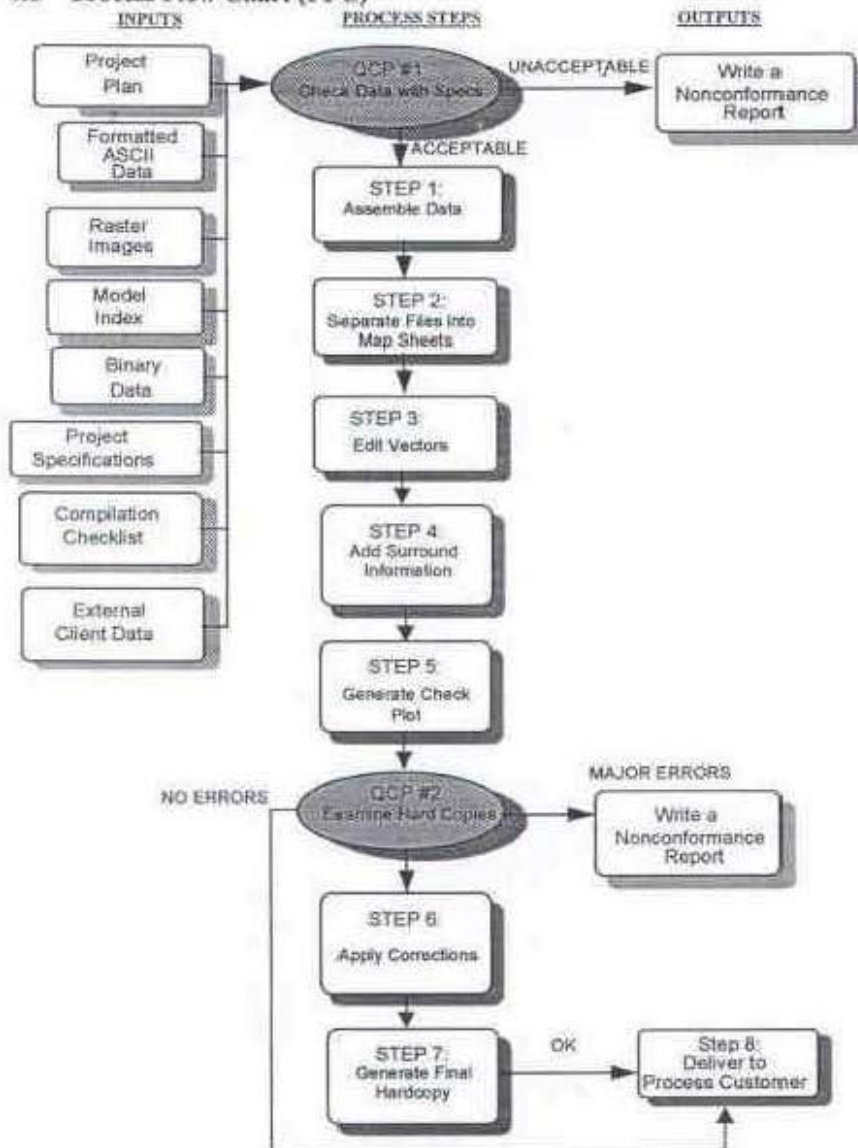 Process Flow Chart (PFC)
INPUTS
PROCESS STEPS
OUTPUTS
Project
Plan
Formatted
ASCII
Data
Raster
Images
Model
Index
Binary
Data
Project
Specifications
Compilation
Checklist
External
Client Data
QCP #1
Check Data with Specs
UNACCEPTABLE
Write a
Nonconformance
Report
ACCEPTABLE
STEP 1:
Assemble Data
STEP 2:
Separate Files into
Map Sheets
STEP 3:
Edit Vectors
STEP 4:
Add Surround
Information
STEP 5:
Generate Check
Plot
NO ERRORS
QCP #2
Examine Hard Copies
MAJOR ERRORS
Write a
Nonconformance
Report
STEP 6:
Apply Corrections
STEP 7:
Generate Final
Hardcopy
OK
Step 8:
Deliver to
Process Customer